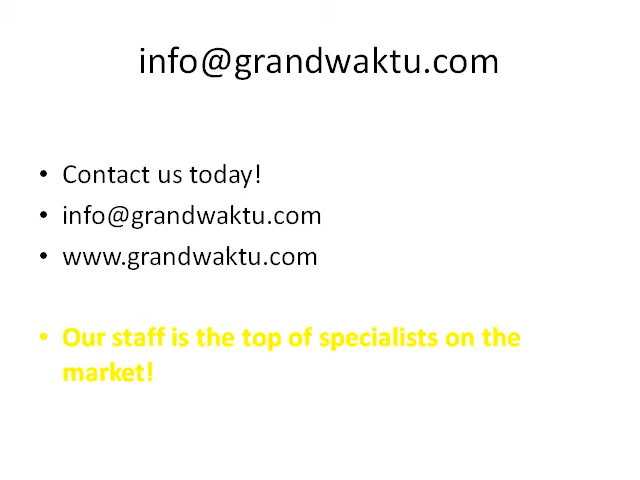 info@grandwaktu.com
• Contact us today!
• info@grandwaktu.com
• www.grandwaktu.com
• Our staff is the top of specialists on the
market!